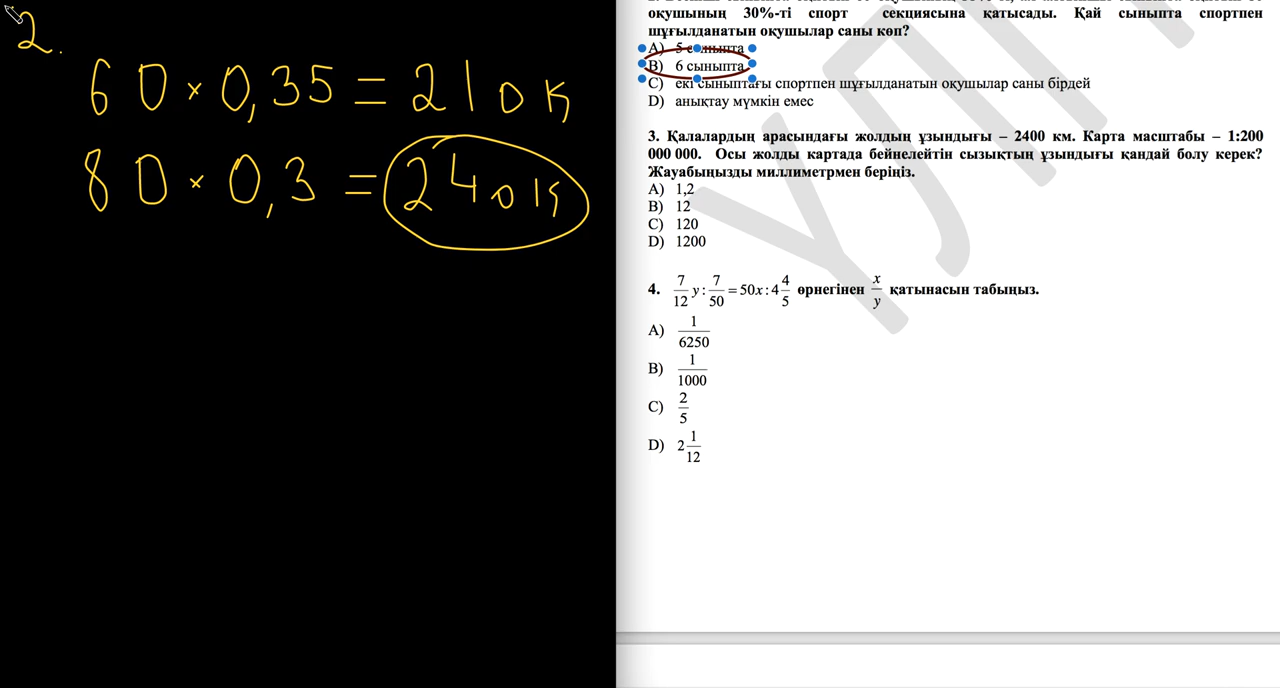 2.
60 × 0,35 = 21 оқ
80 × 0,3 = 24 оқ
оқушының 30%-ті спорт секциясына қатысады. Қай сыныпта спортпен
шұғылданатын оқушылар саны көп?
A) 5 сыныпта
B) 6 сыныпта
C) екі сыныптағы спортпен шұғылданатын оқушылар саны бірдей
D) анықтау мүмкін емес
3. Қалалардың арасындағы жолдың ұзындығы – 2400 км. Карта масштабы – 1:200
000 000. Осы жолды картада бейнелейтін сызықтың ұзындығы қандай болу керек?
Жауабыңызды миллиметрмен беріңіз.
A) 1,2
B) 12
C) 120
D) 1200
4. 7/12 y : 7/50 = 50x : 4 4/5 өрнегінен x/y қатынасын табыңыз.
A) 1/6250
B) 1/1000
C) 2/5
D) 2 1/12